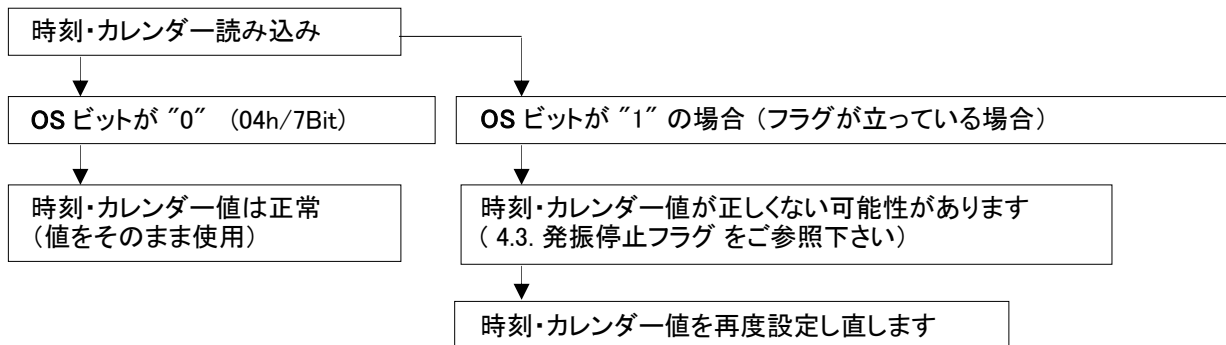 時刻・カレンダー読み込み
OS ビットが "0" (04h/7Bit)
OS ビットが "1" の場合 (フラグが立っている場合)
時刻・カレンダー値は正常
(値をそのまま使用)
時刻・カレンダー値が正しくない可能性があります
( 4.3. 発振停止フラグ をご参照下さい)
時刻・カレンダー値を再度設定し直します